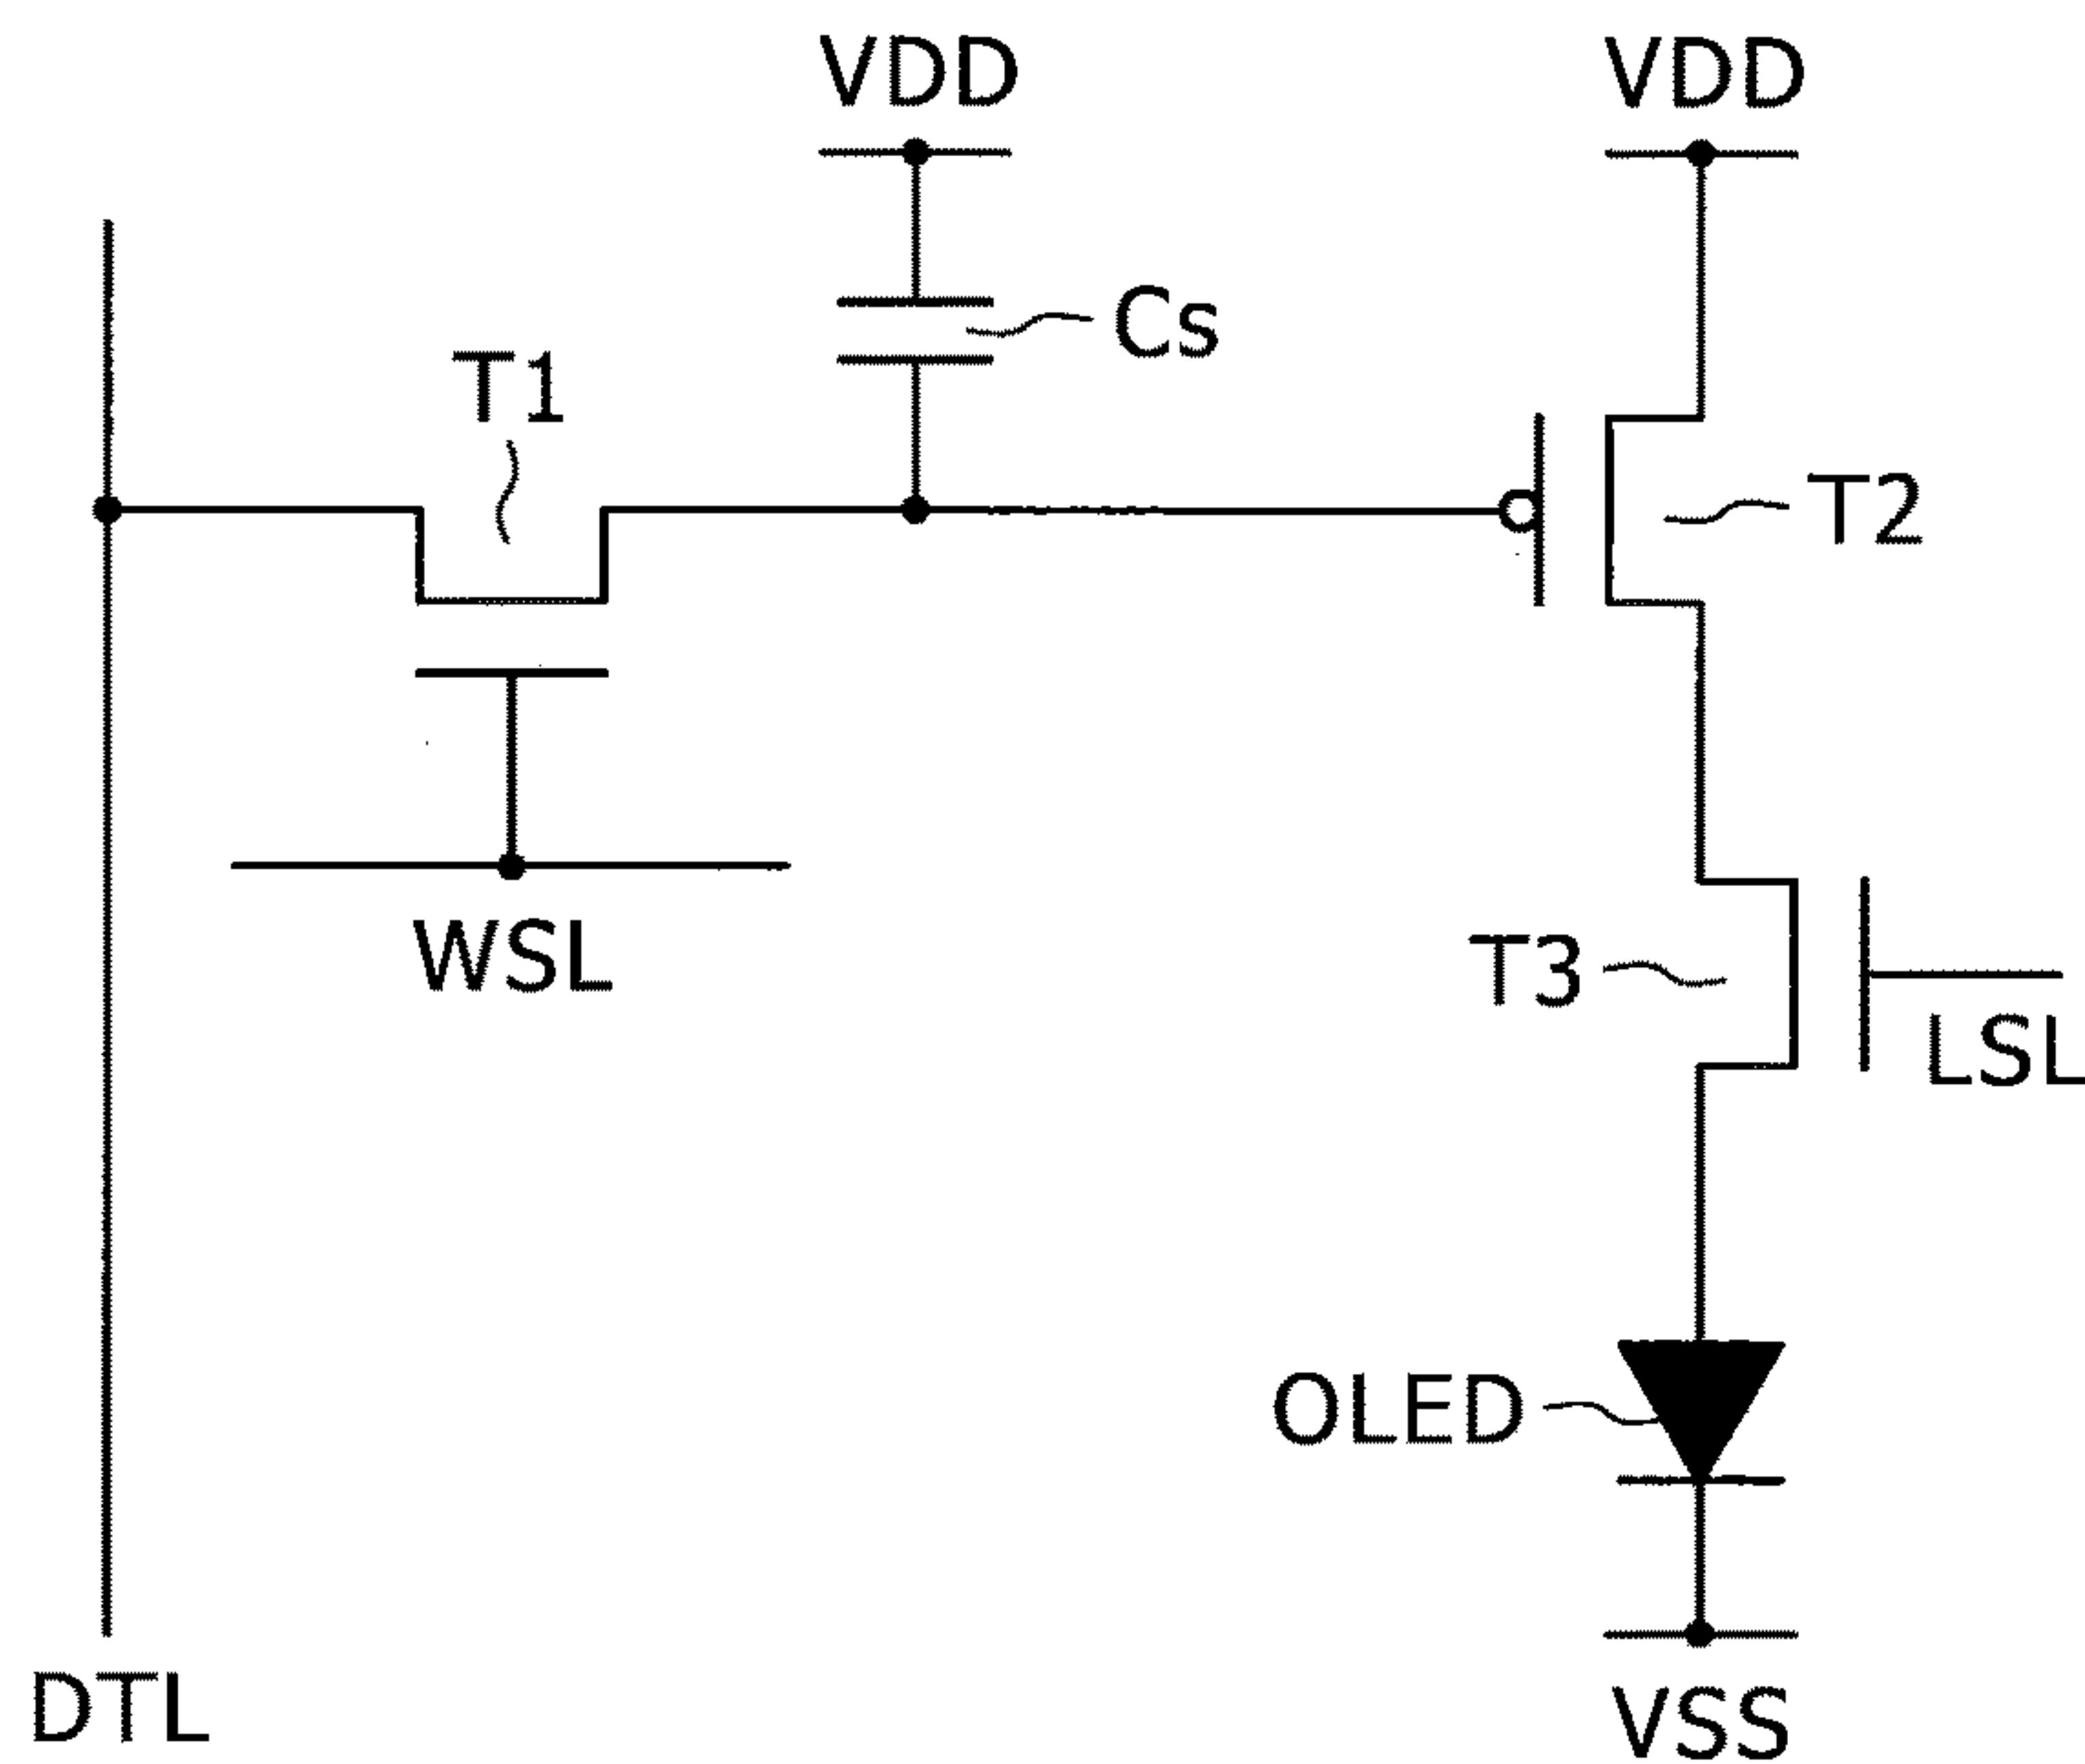 VDD
VDD
Cs
T1
T2
WSL
T3
LSL
OLED
DTL
VSS